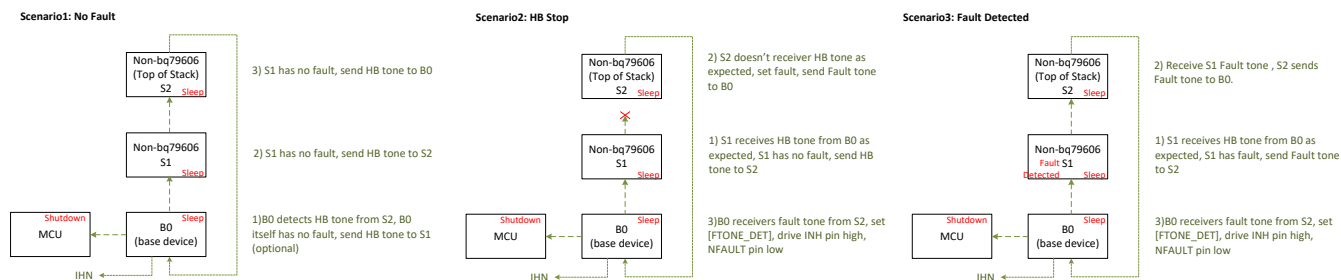 Scenario1: No Fault
Non-bq79606
(Top of Stack)
S2
Sleep
3) S1 has no fault, send HB tone to B0
Non-bq79606
S1
Sleep
2) S1 has no fault, send HB tone to S2
Shutdown
MCU
Sleep
B0
(base device)
1)B0 detects HB tone from S2, B0
itself has no fault, send HB tone to S1
(optional)
IHN
Scenario2: HB Stop
Non-bq79606
(Top of Stack)
S2
Sleep
2) S2 doesn't receiver HB tone as
expected, set fault, send Fault tone
to B0
Non-bq79606
S1
Sleep
1) S1 receives HB tone from B0 as
expected, S1 has no fault, send HB
tone to S2
Shutdown
MCU
Sleep
B0
(base device)
3)B0 receivers fault tone from S2, set
[FTONE_DET], drive INH pin high,
NFAULT pin low
IHN
Scenario3: Fault Detected
Non-bq79606
(Top of Stack)
S2
Sleep
2) Receive S1 Fault tone , S2 sends
Fault tone to B0.
Non-bq79606
Fault S1
Detected
Sleep
1) S1 receives HB tone from B0 as
expected, S1 has fault, send Fault tone
to S2
Shutdown
MCU
Sleep
B0
(base device)
3)B0 receivers fault tone from S2, set
[FTONE_DET], drive INH pin high,
NFAULT pin low
IHN